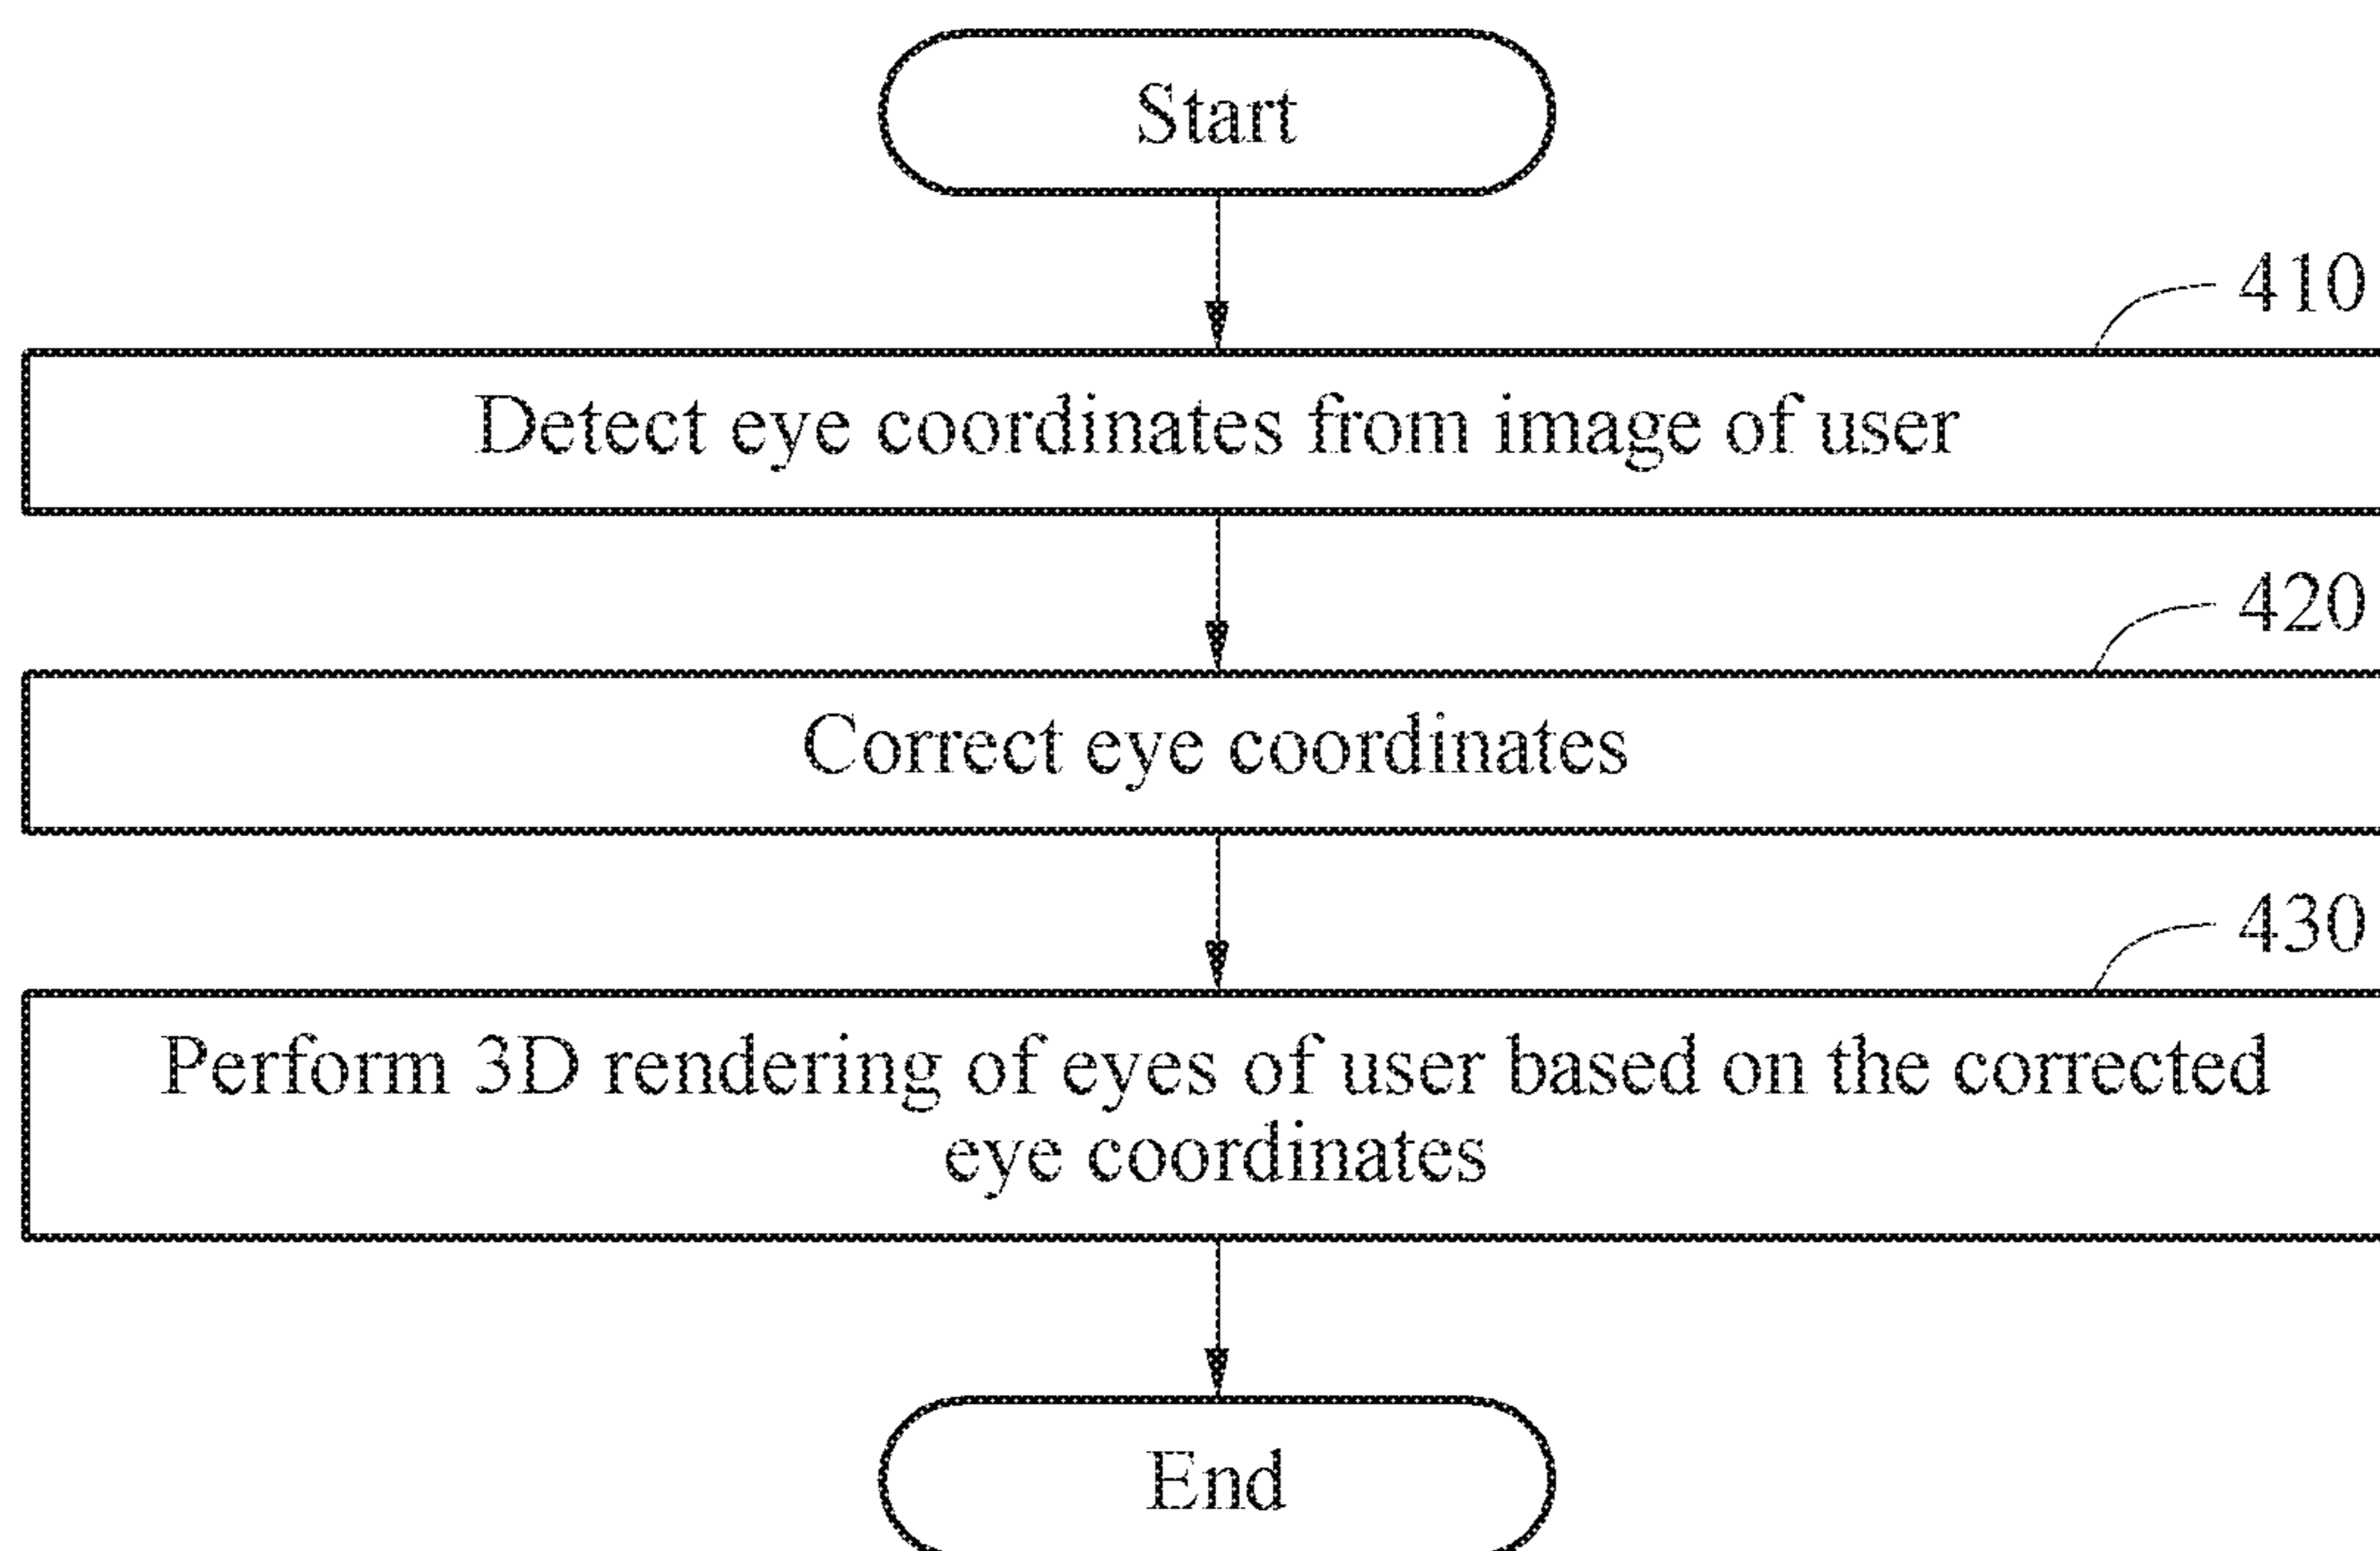 Start
410
Detect eye coordinates from image of user
420
Correct eye coordinates
430
Perform 3D rendering of eyes of user based on the corrected
eye coordinates
End